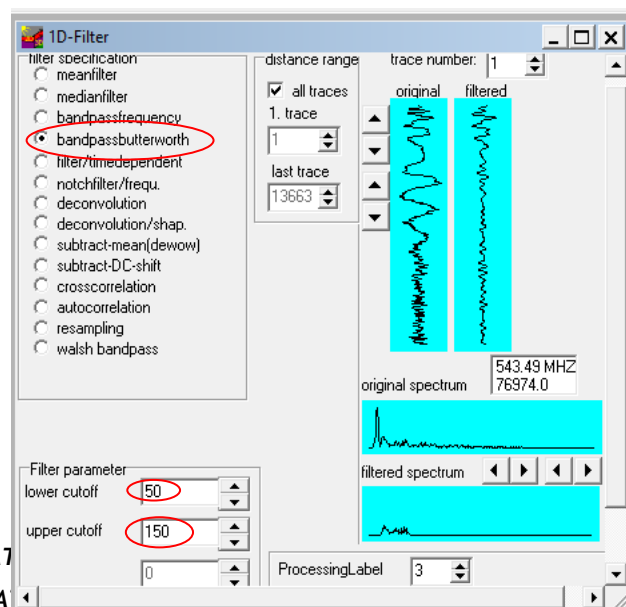 1D-Filter
filter specification
meanfilter
medianfilter
bandpassfrequency
bandpassbutterworth
filter/timedependent
notchfilter/frequ.
deconvolution
deconvolution/shap.
subtract-mean(dewow)
subtract-DC-shift
crosscorrelation
autocorrelation
resampling
walsh bandpass
distance range
all traces
1. trace
1
last trace
13663
trace number: 1
original filtered
543.49 MHZ
76974.0
original spectrum
filtered spectrum
Filter parameter
lower cutoff 50
upper cutoff 150
0
ProcessingLabel 3